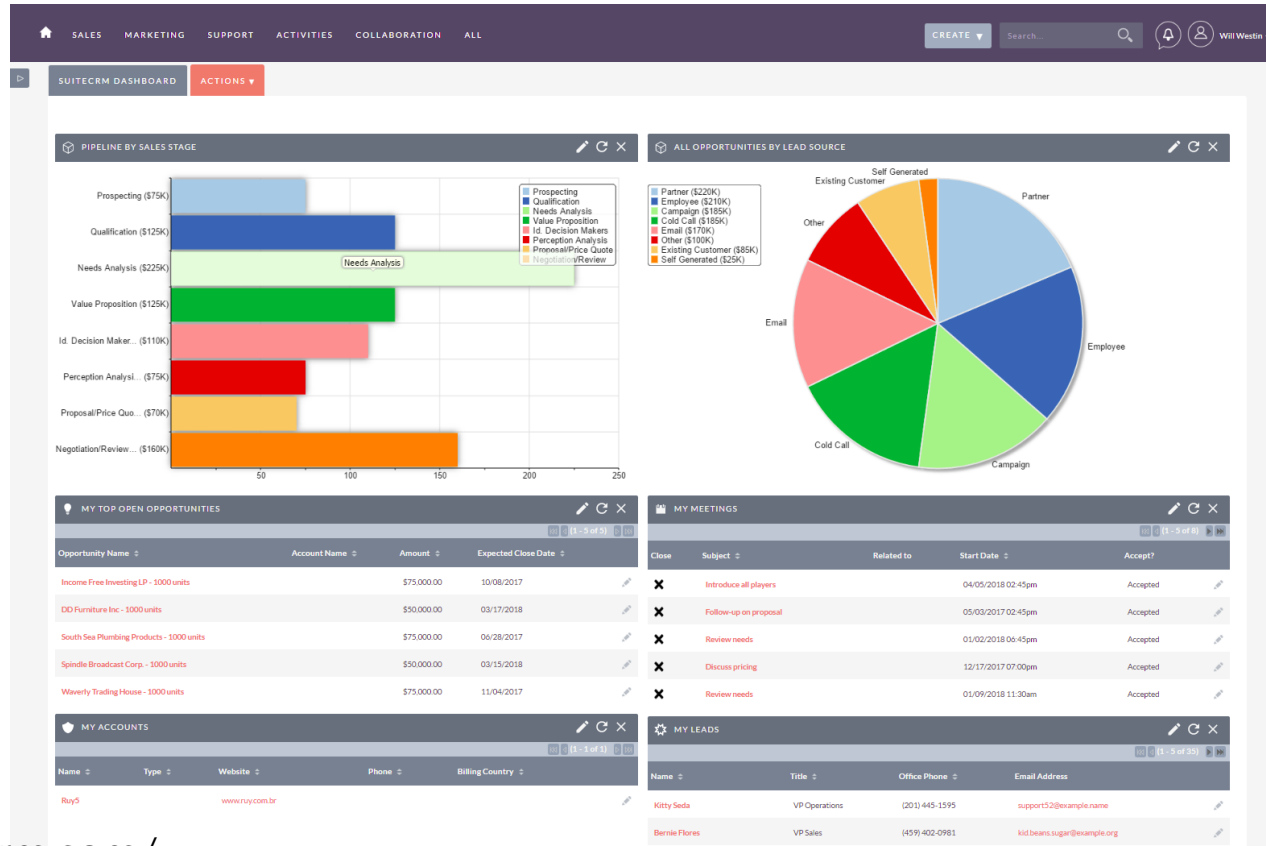 SALES MARKETING SUPPORT ACTIVITIES COLLABORATION ALL CREATE Search... Will Westin
SUITECRM DASHBOARD ACTIONS
PIPELINE BY SALES STAGE
Prospecting ($75K)
Qualification ($125K)
Needs Analysis ($225K)
Value Proposition ($125K)
Id. Decision Maker... ($110K)
Perception Analysi... ($75K)
Proposal/Price Quo... ($70K)
Negotiation/Review... ($160K)
Needs Analysis
50 100 150 200 250
Prospecting
Qualification
Needs Analysis
Value Proposition
Id. Decision Makers
Perception Analysis
Proposal/Price Quote
Negotiation/Review
ALL OPPORTUNITIES BY LEAD SOURCE
Partner ($220K)
Employee ($210K)
Campaign ($185K)
Cold Call ($185K)
Email ($170K)
Other ($100K)
Existing Customer ($85K)
Self Generated ($25K)
Self Generated
Existing Customer
Partner
Other
Email
Employee
Cold Call
Campaign
MY TOP OPEN OPPORTUNITIES
(1 - 5 of 5)
Opportunity Name Account Name Amount Expected Close Date
Income Free Investing LP - 1000 units $75,000.00 10/08/2017
DD Furniture Inc - 1000 units $50,000.00 03/17/2018
South Sea Plumbing Products - 1000 units $75,000.00 06/28/2017
Spindle Broadcast Corp. - 1000 units $50,000.00 03/15/2018
Waverly Trading House - 1000 units $75,000.00 11/04/2017
MY MEETINGS
(1 - 5 of 8)
Close Subject Related to Start Date Accept?
Introduce all players 04/05/2018 02:45pm Accepted
Follow-up on proposal 05/03/2017 02:45pm Accepted
Review needs 01/02/2018 06:45pm Accepted
Discuss pricing 12/17/2017 07:00pm Accepted
Review needs 01/09/2018 11:30am Accepted
MY ACCOUNTS
(1 - 1 of 1)
Name Type Website Phone Billing Country
Ruy5 www.ruy.com.br
MY LEADS
(1 - 5 of 35)
Name Title Office Phone Email Address
Kitty Seda VP Operations (201) 445-1595 support52@example.name
Bernie Flores VP Sales (459) 402-0981 kid.beans.sugar@example.org